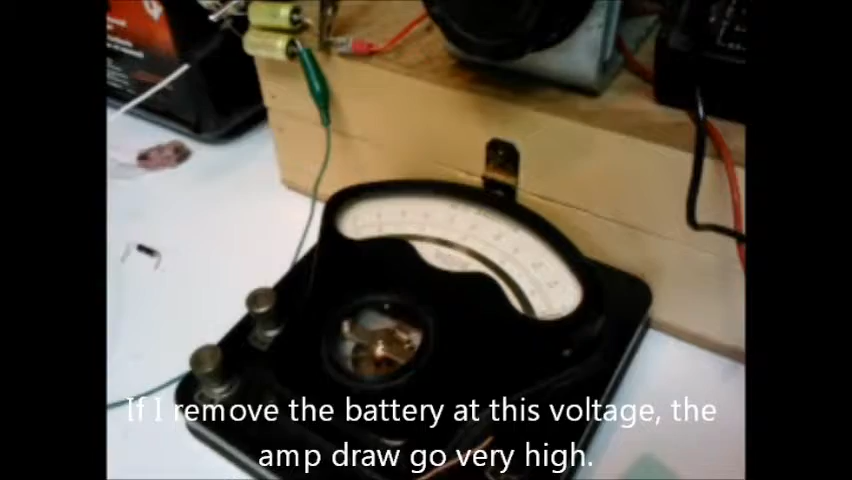 If I remove the battery at this voltage, the
amp draw go very high.